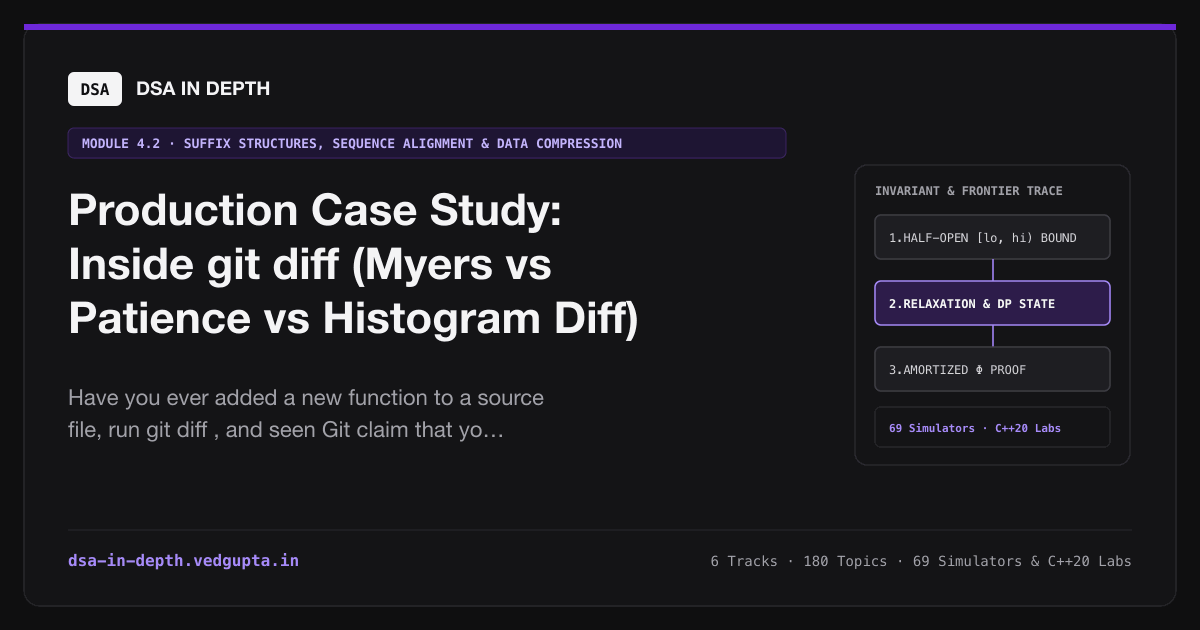 DSA
DSA IN DEPTH
MODULE 4.2 · SUFFIX STRUCTURES, SEQUENCE ALIGNMENT & DATA COMPRESSION
Production Case Study:
Inside git diff (Myers vs
Patience vs Histogram Diff)
Have you ever added a new function to a source
file, run git diff , and seen Git claim that yo…
INVARIANT & FRONTIER TRACE
1.HALF-OPEN [lo, hi) BOUND
2.RELAXATION & DP STATE
3.AMORTIZED Φ PROOF
69 Simulators · C++20 Labs
dsa-in-depth.vedgupta.in
6 Tracks · 180 Topics · 69 Simulators & C++20 Labs